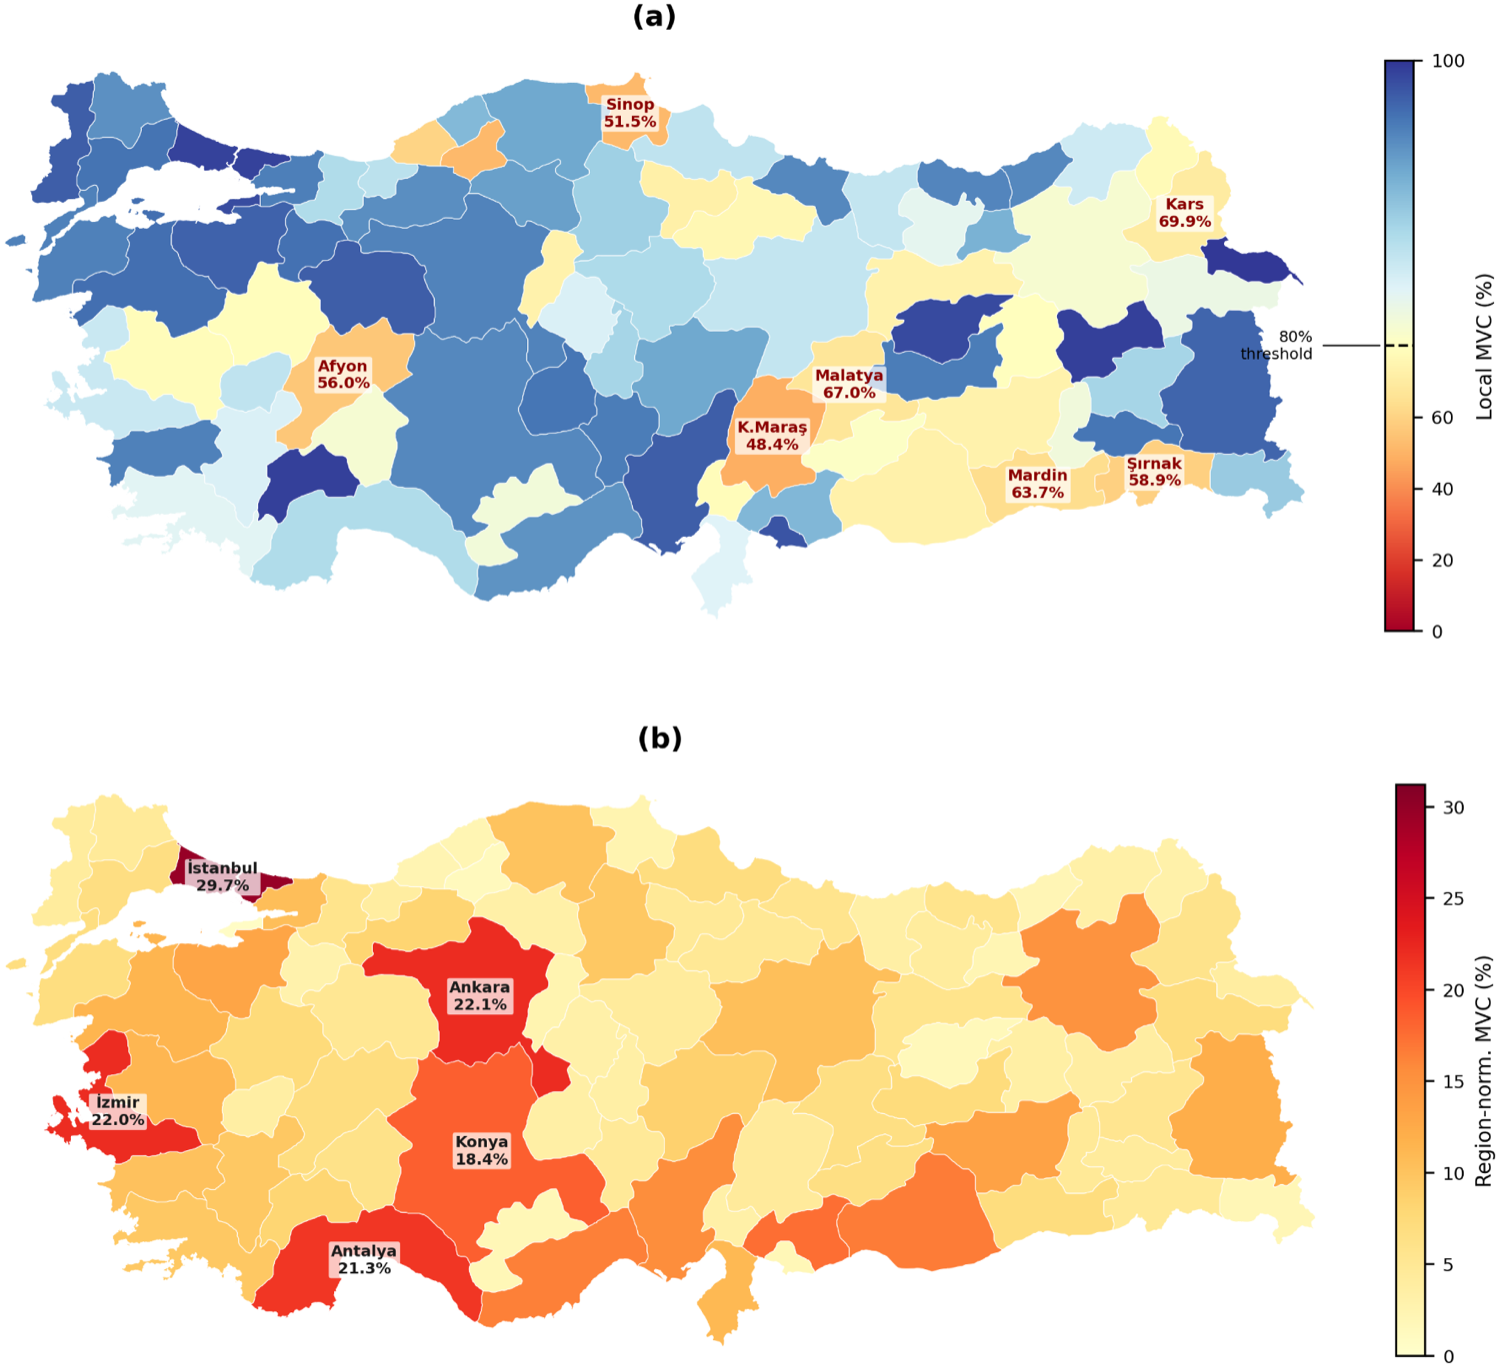 (a)
Sinop
51.5%
Kars
69.9%
Afyon
56.0%
Malatya
67.0%
K.Maraş
48.4%
Mardin
63.7%
Şırnak
58.9%
80%
threshold
100
60
40
20
0
Local MVC (%)
(b)
İstanbul
29.7%
Ankara
22.1%
İzmir
22.0%
Konya
18.4%
Antalya
21.3%
30
25
20
15
10
5
0
Region-norm. MVC (%)